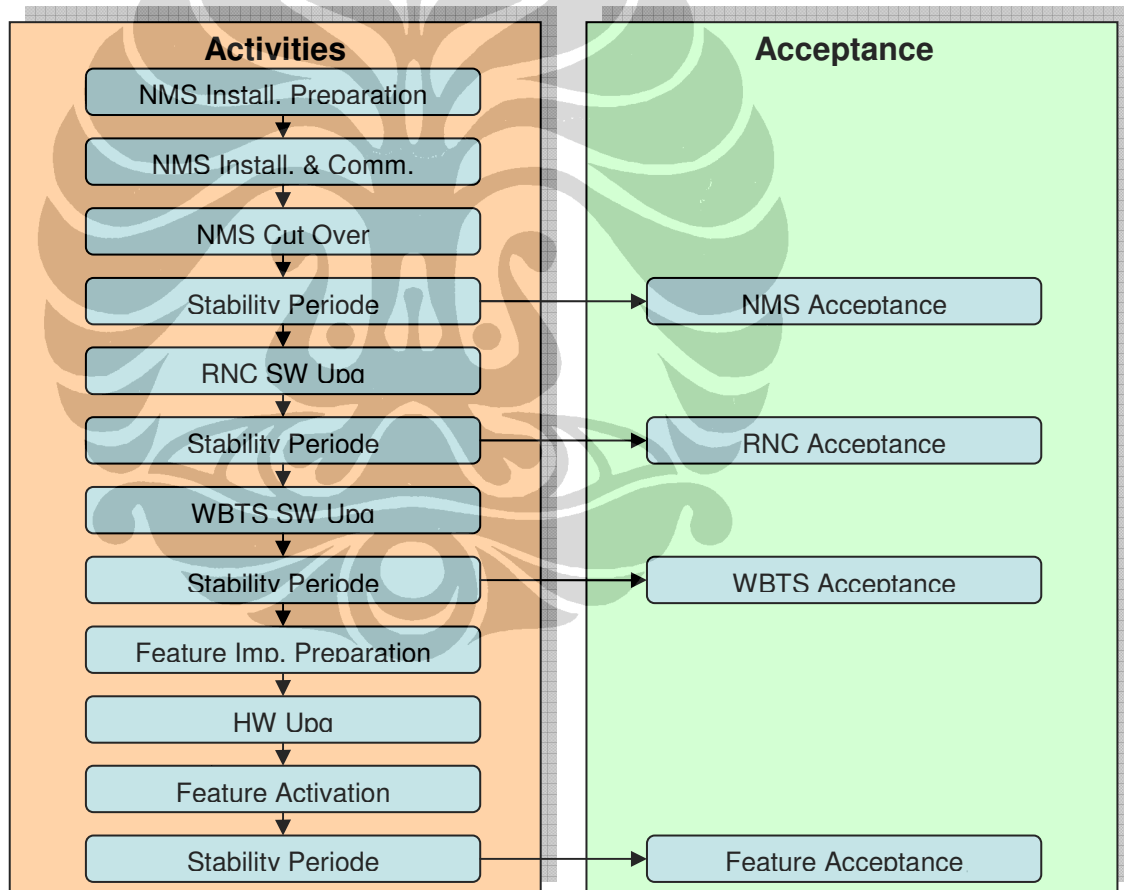 Activities
NMS Install. Preparation
NMS Install. & Comm.
NMS Cut Over
Stability Periode
RNC SW Upg
Stability Periode
WBTS SW Upg
Stability Periode
Feature Imp. Preparation
HW Upg
Feature Activation
Stability Periode
Acceptance
NMS Acceptance
RNC Acceptance
WBTS Acceptance
Feature Acceptance